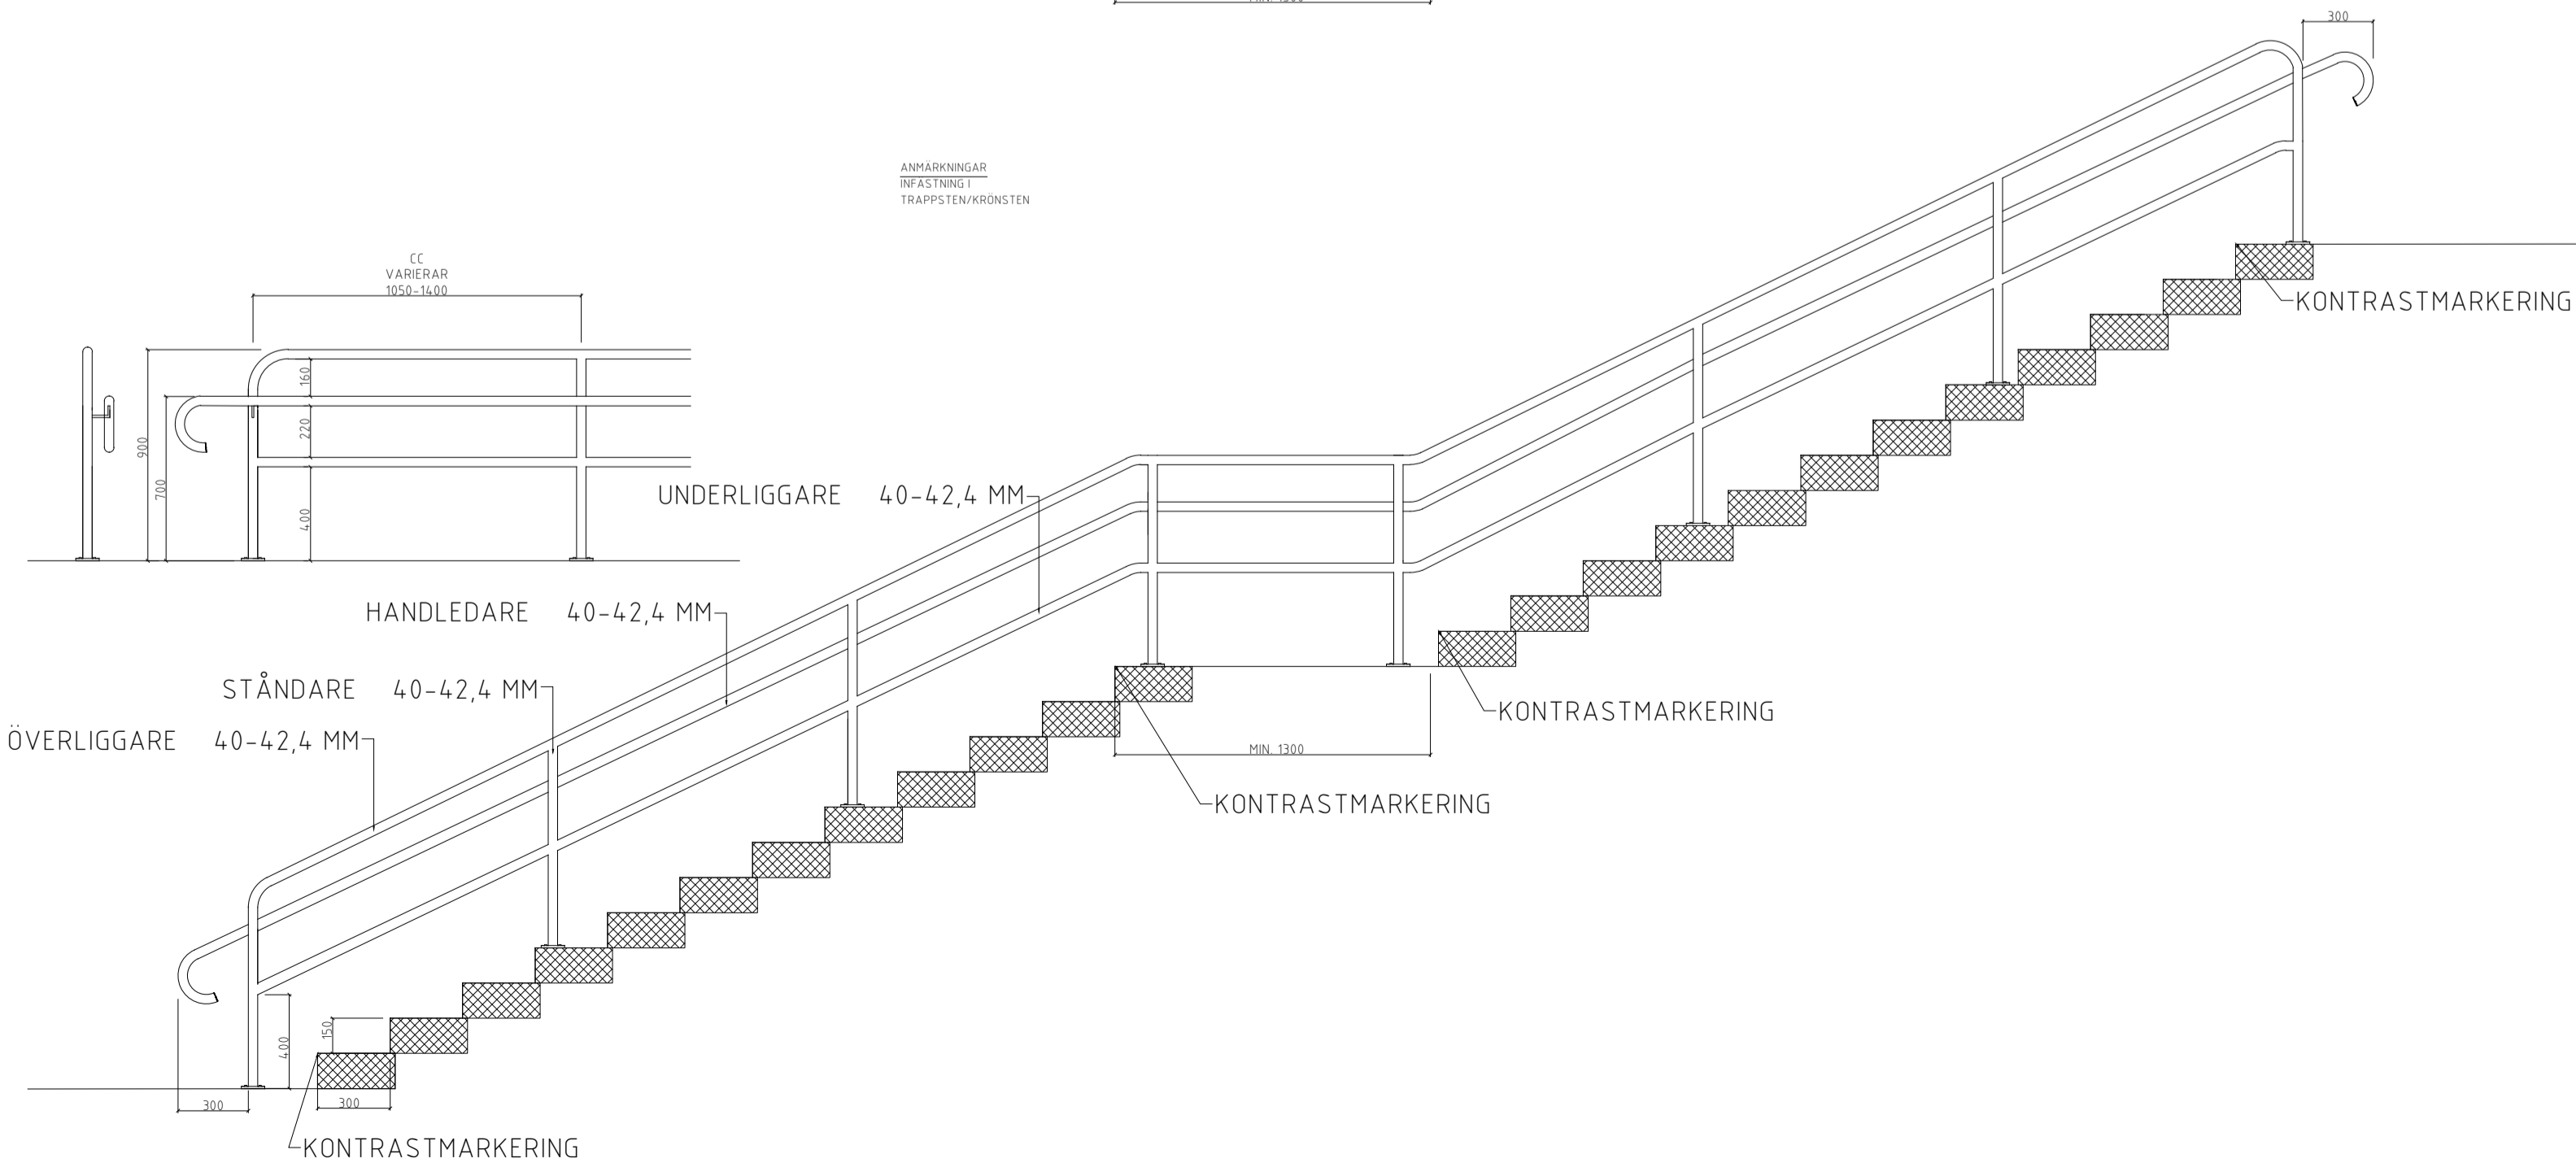 MIN. 1300
300
ANMÄRKNINGAR
INFÄSTNING I
TRAPPSTEN/KRÖNSTEN
CC
VARIERAR
1050-1400
160
220
400
900
700
KONTRASTMARKERING
UNDERLIGGARE 40-42,4 MM
HANDLEDARE 40-42,4 MM
STÅNDARE 40-42,4 MM
ÖVERLIGGARE 40-42,4 MM
KONTRASTMARKERING
MIN. 1300
KONTRASTMARKERING
150
400
300
300
KONTRASTMARKERING